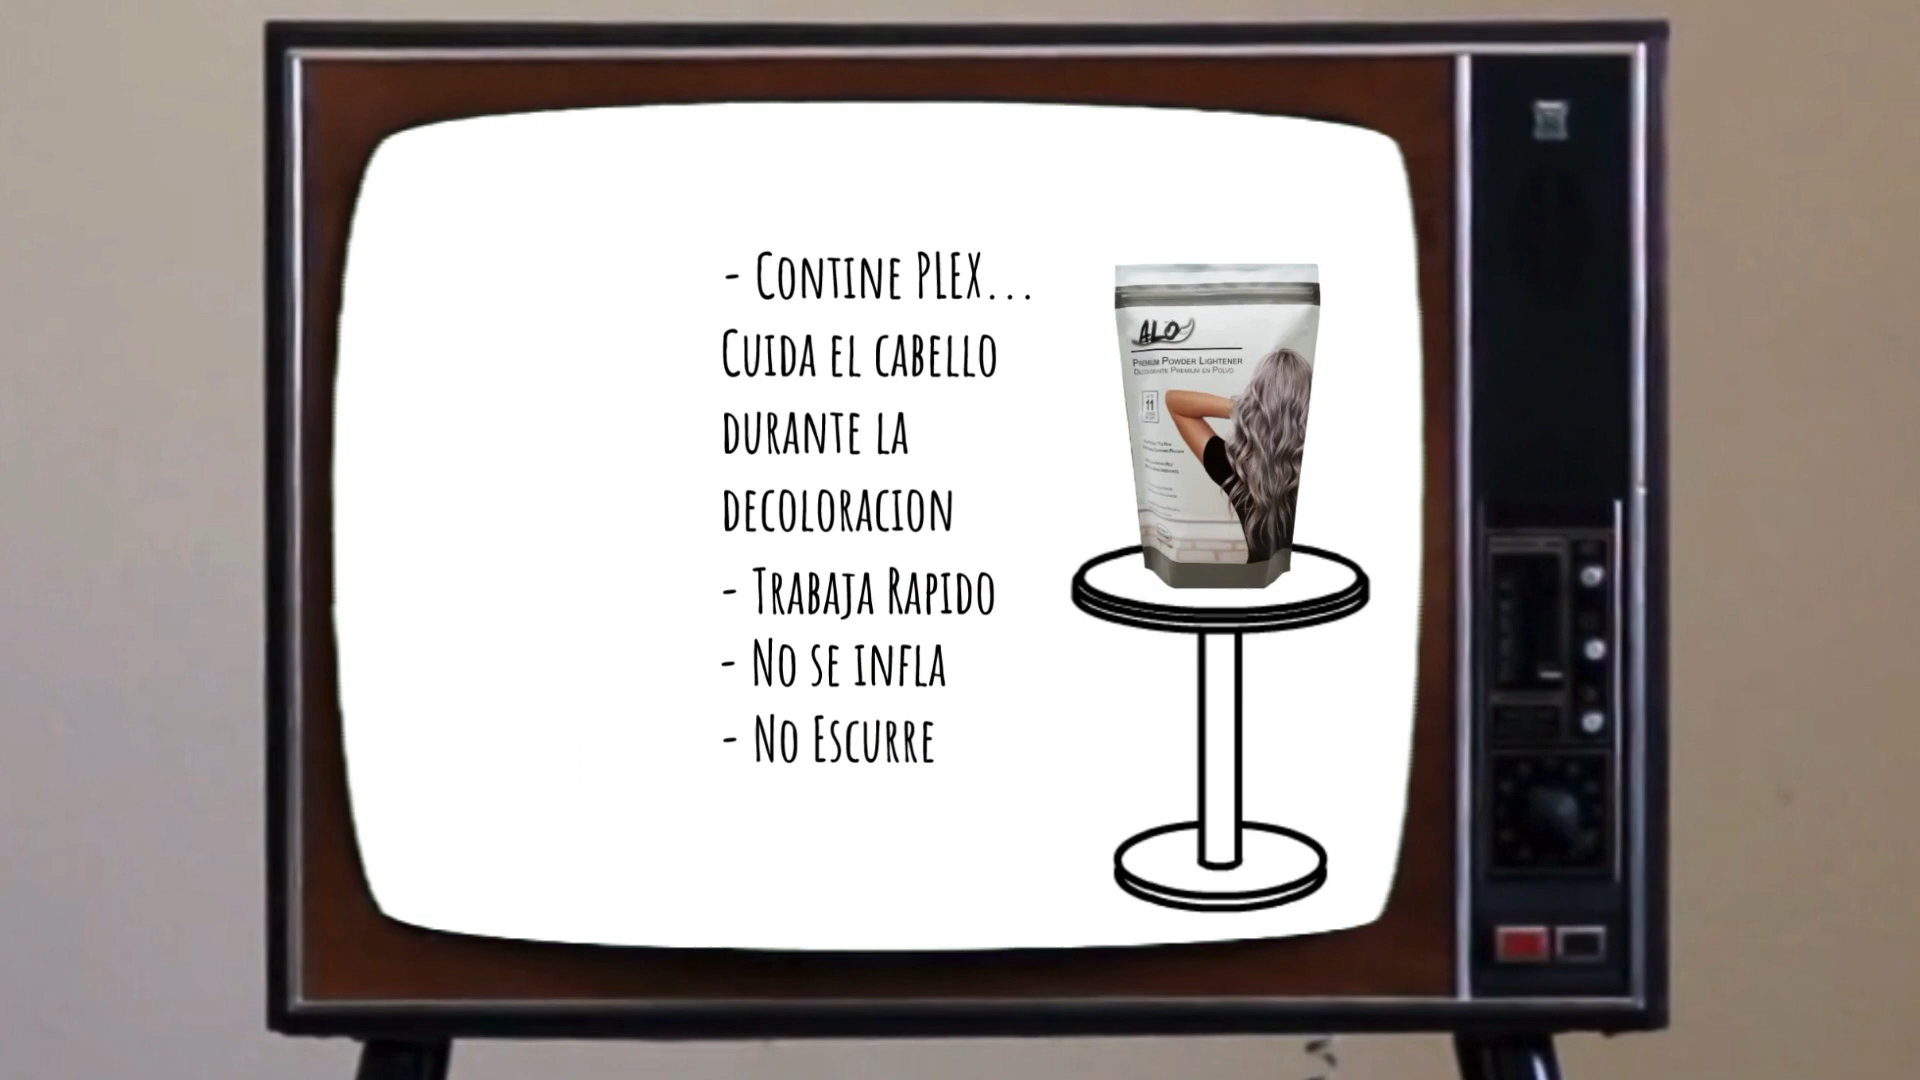 - Contine PLEX...
Cuida el cabello
durante la
decoloracion
- Trabaja Rapido
- No se infla
- No Escurre
ALO
Premium Powder Lightener
Decolorante Premium en Polvo
11